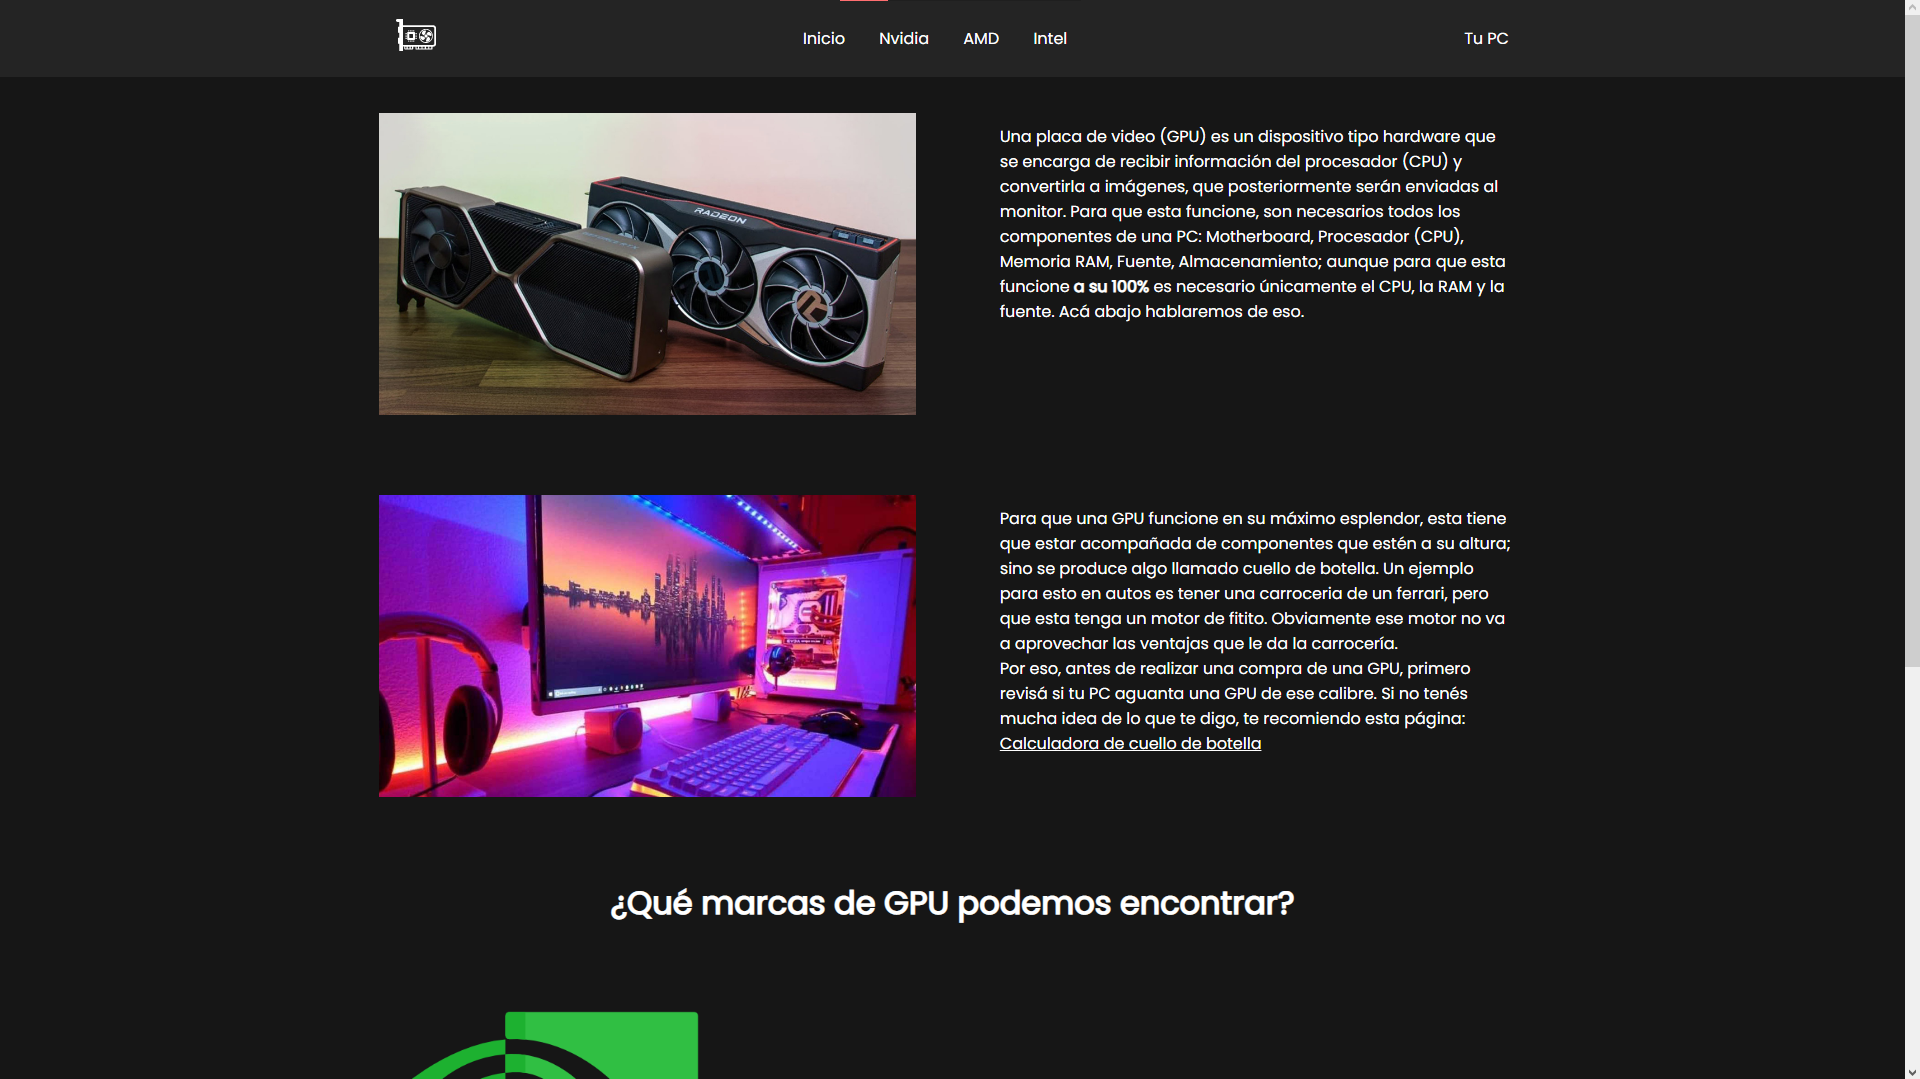 Inicio Nvidia AMD Intel Tu PC
Una placa de video (GPU) es un dispositivo tipo hardware que
se encarga de recibir información del procesador (CPU) y
convertirla a imágenes, que posteriormente serán enviadas al
monitor. Para que esta funcione, son necesarios todos los
componentes de una PC: Motherboard, Procesador (CPU),
Memoria RAM, Fuente, Almacenamiento; aunque para que esta
funcione a su 100% es necesario únicamente el CPU, la RAM y la
fuente. Acá abajo hablaremos de eso.
RADEON
Para que una GPU funcione en su máximo esplendor, esta tiene
que estar acompañada de componentes que estén a su altura;
sino se produce algo llamado cuello de botella. Un ejemplo
para esto en autos es tener una carroceria de un ferrari, pero
que esta tenga un motor de fitito. Obviamente ese motor no va
a aprovechar las ventajas que le da la carrocería.
Por eso, antes de realizar una compra de una GPU, primero
revisá si tu PC aguanta una GPU de ese calibre. Si no tenés
mucha idea de lo que te digo, te recomiendo esta página:
Calculadora de cuello de botella
¿Qué marcas de GPU podemos encontrar?